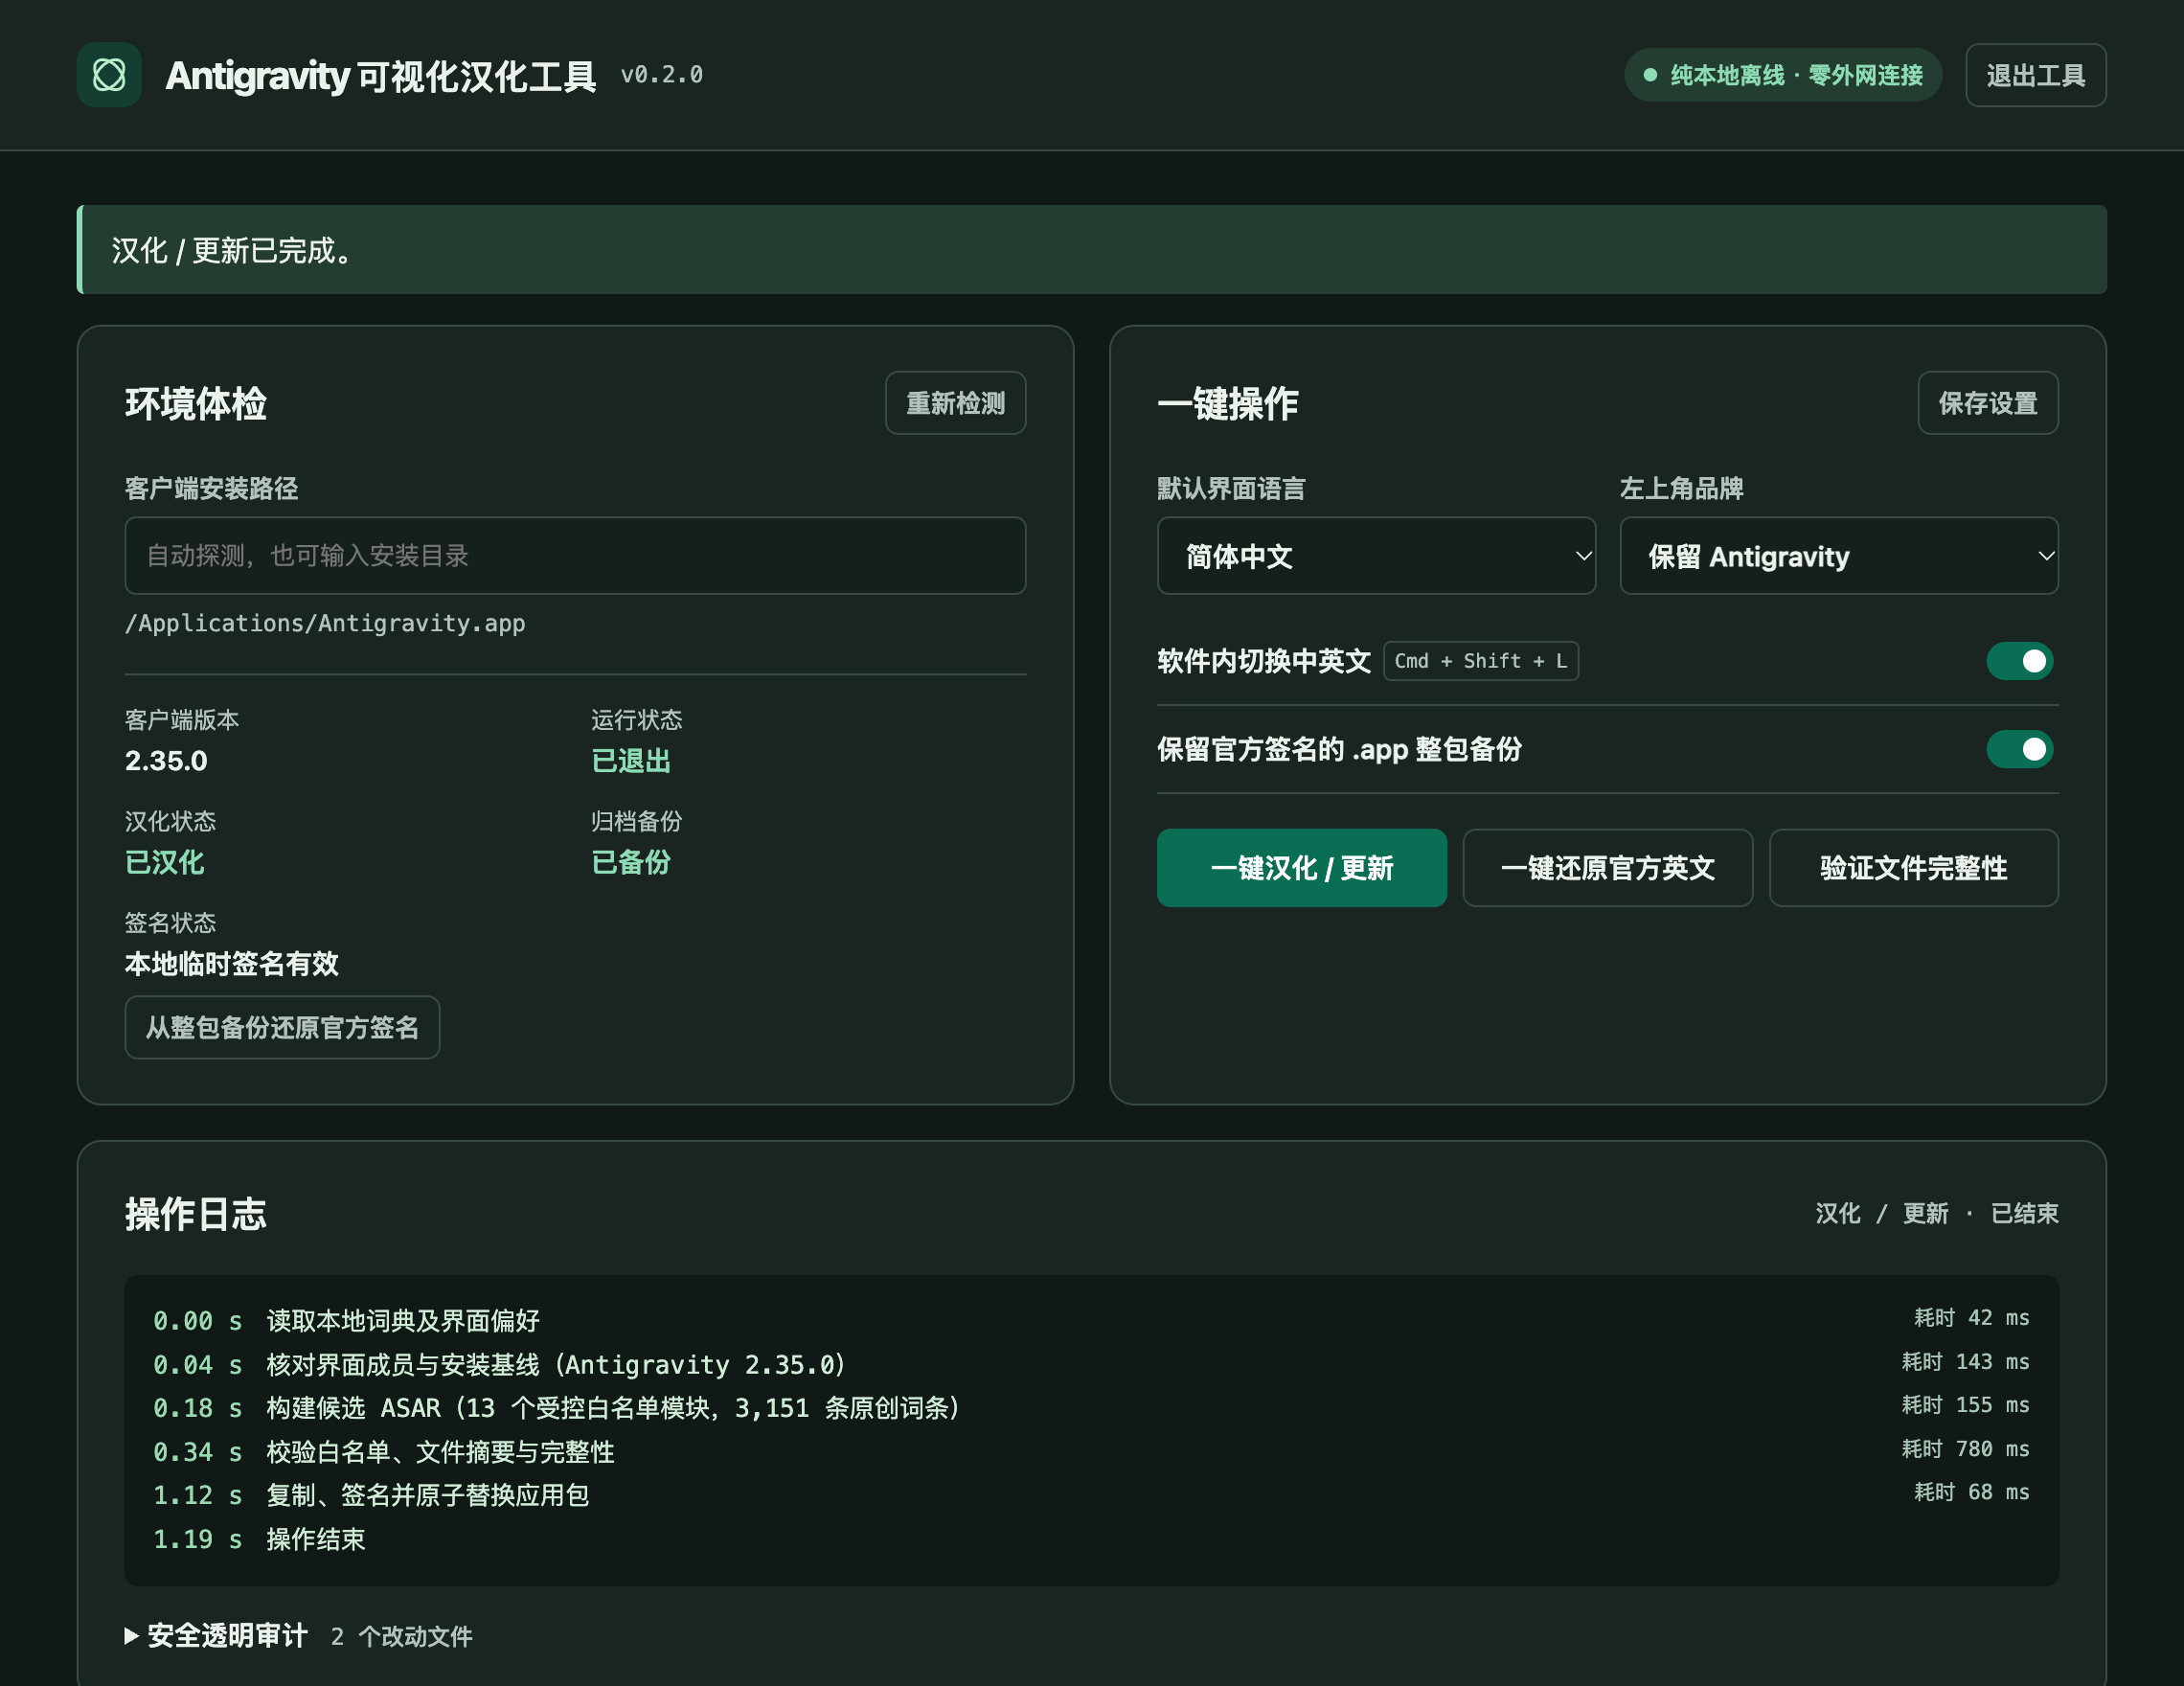 Antigravity 可视化汉化工具 v0.2.0
纯本地离线 · 零外网连接
退出工具
汉化 / 更新已完成。
环境体检
重新检测
客户端安装路径
自动探测，也可输入安装目录
/Applications/Antigravity.app
客户端版本
2.35.0
运行状态
已退出
汉化状态
已汉化
归档备份
已备份
签名状态
本地临时签名有效
从整包备份还原官方签名
一键操作
保存设置
默认界面语言
简体中文
左上角品牌
保留 Antigravity
软件内切换中英文 Cmd + Shift + L
保留官方签名的 .app 整包备份
一键汉化 / 更新
一键还原官方英文
验证文件完整性
操作日志
汉化 / 更新 · 已结束
0.00 s 读取本地词典及界面偏好 耗时 42 ms
0.04 s 核对界面成员与安装基线（Antigravity 2.35.0） 耗时 143 ms
0.18 s 构建候选 ASAR（13 个受控白名单模块，3,151 条原创词条） 耗时 155 ms
0.34 s 校验白名单、文件摘要与完整性 耗时 780 ms
1.12 s 复制、签名并原子替换应用包 耗时 68 ms
1.19 s 操作结束
安全透明审计 2 个改动文件